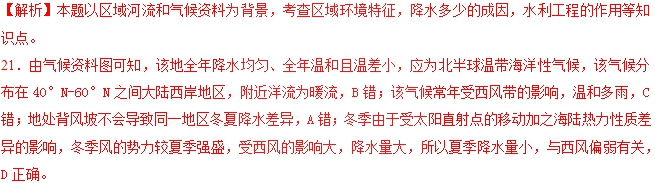 【解析】本题以区域河流和气候资料为背景，考查区域环境特征，降水多少的成因，水利工程的作用等知
识点。
21．由气候资料图可知，该地全年降水均匀、全年温和且温差小，应为北半球温带海洋性气候，该气候分
布在 40°N-60°N 之间大陆西岸地区，附近洋流为暖流，B 错；该气候常年受西风带的影响，温和多雨，C
错；地处背风坡不会导致同一地区冬夏降水差异，A 错；冬季由于受太阳直射点的移动加之海陆热力性质差
异的影响，冬季风的势力较夏季强盛，受西风的影响大，降水量大，所以夏季降水量小，与西风偏弱有关，
D 正确。